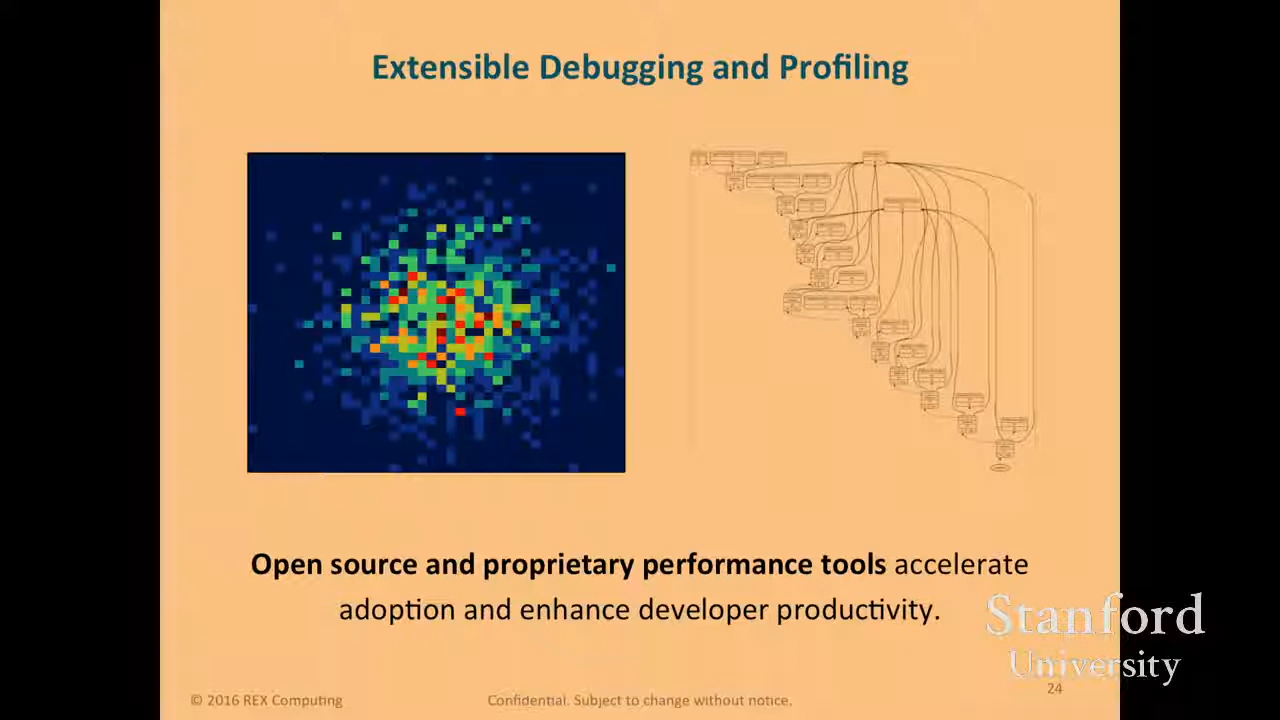 Extensible Debugging and Profiling
Open source and proprietary performance tools accelerate
adoption and enhance developer productivity.
Stanford
University
© 2016 REX Computing
Confidential. Subject to change without notice.
24